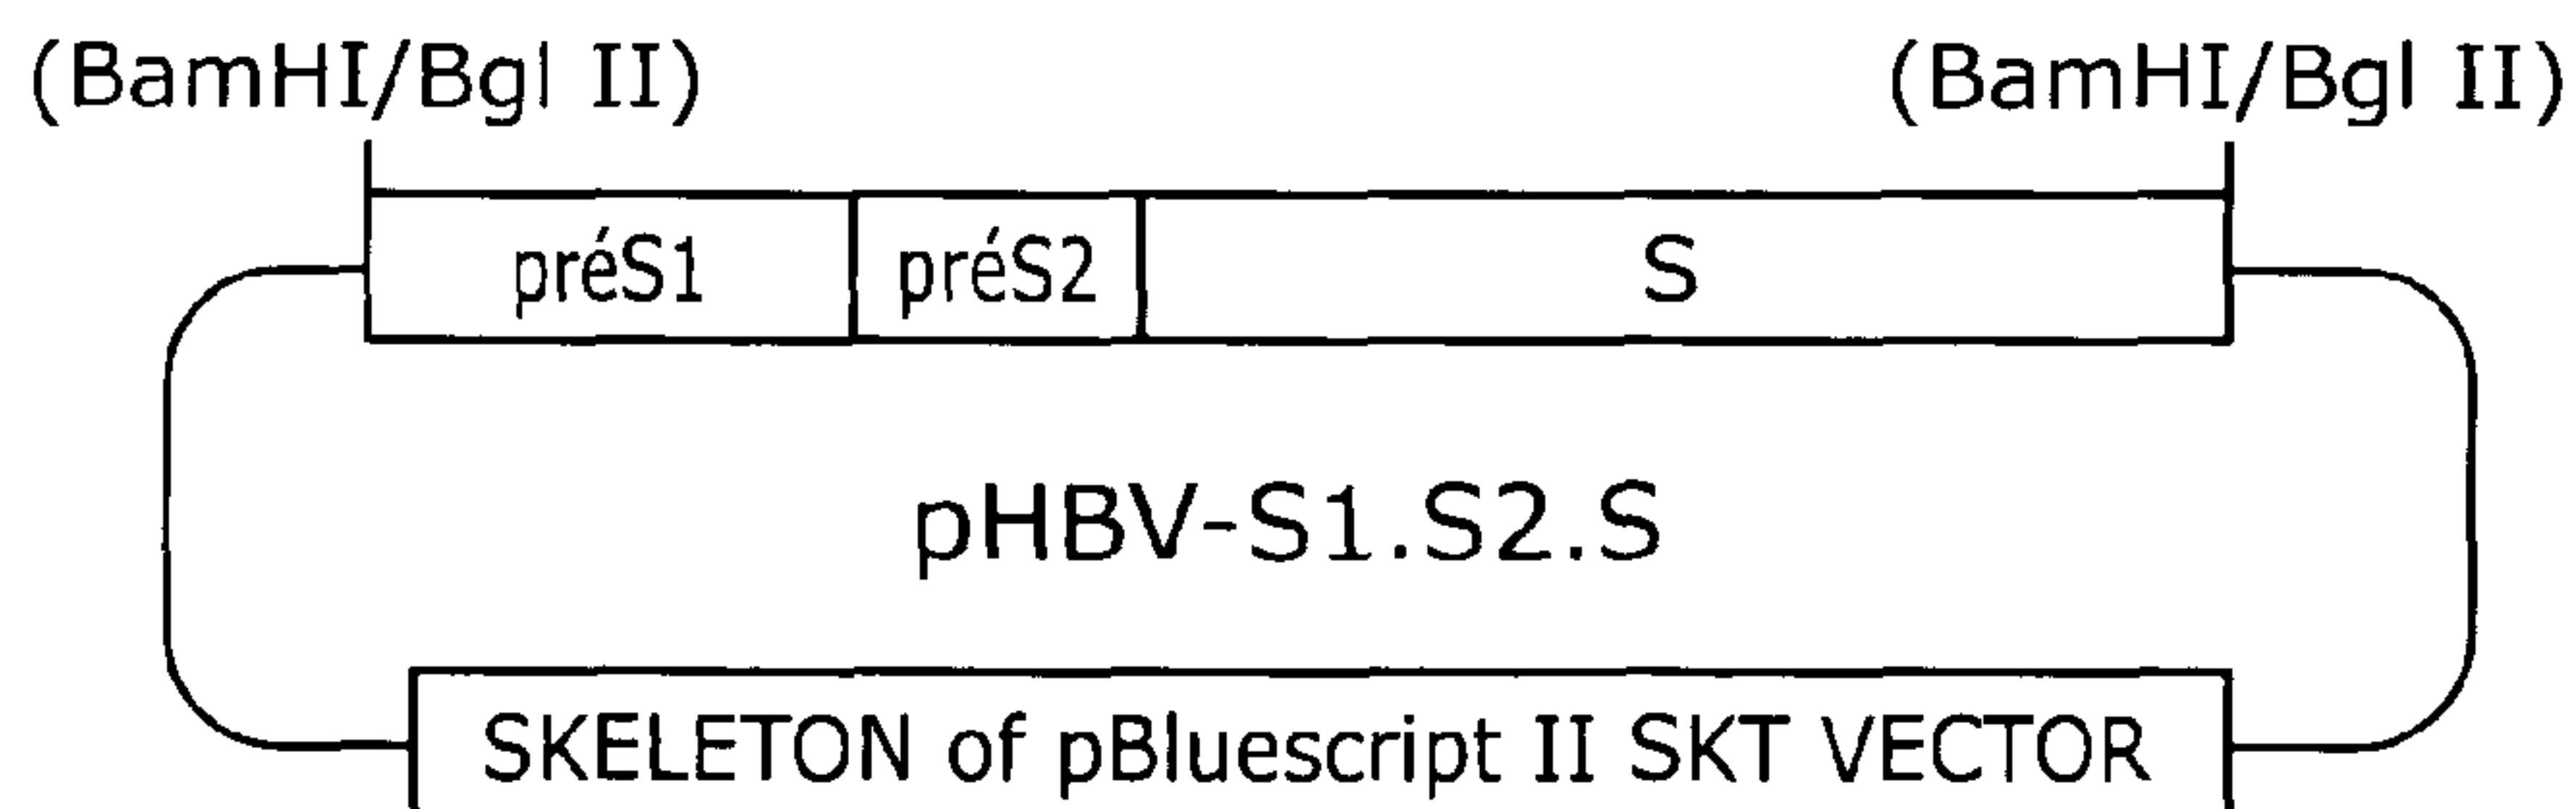 (BamHI/Bgl II) (BamHI/Bgl II)
préS1 préS2 S
pHBV-S1.S2.S
SKELETON of pBluescript II SKT VECTOR